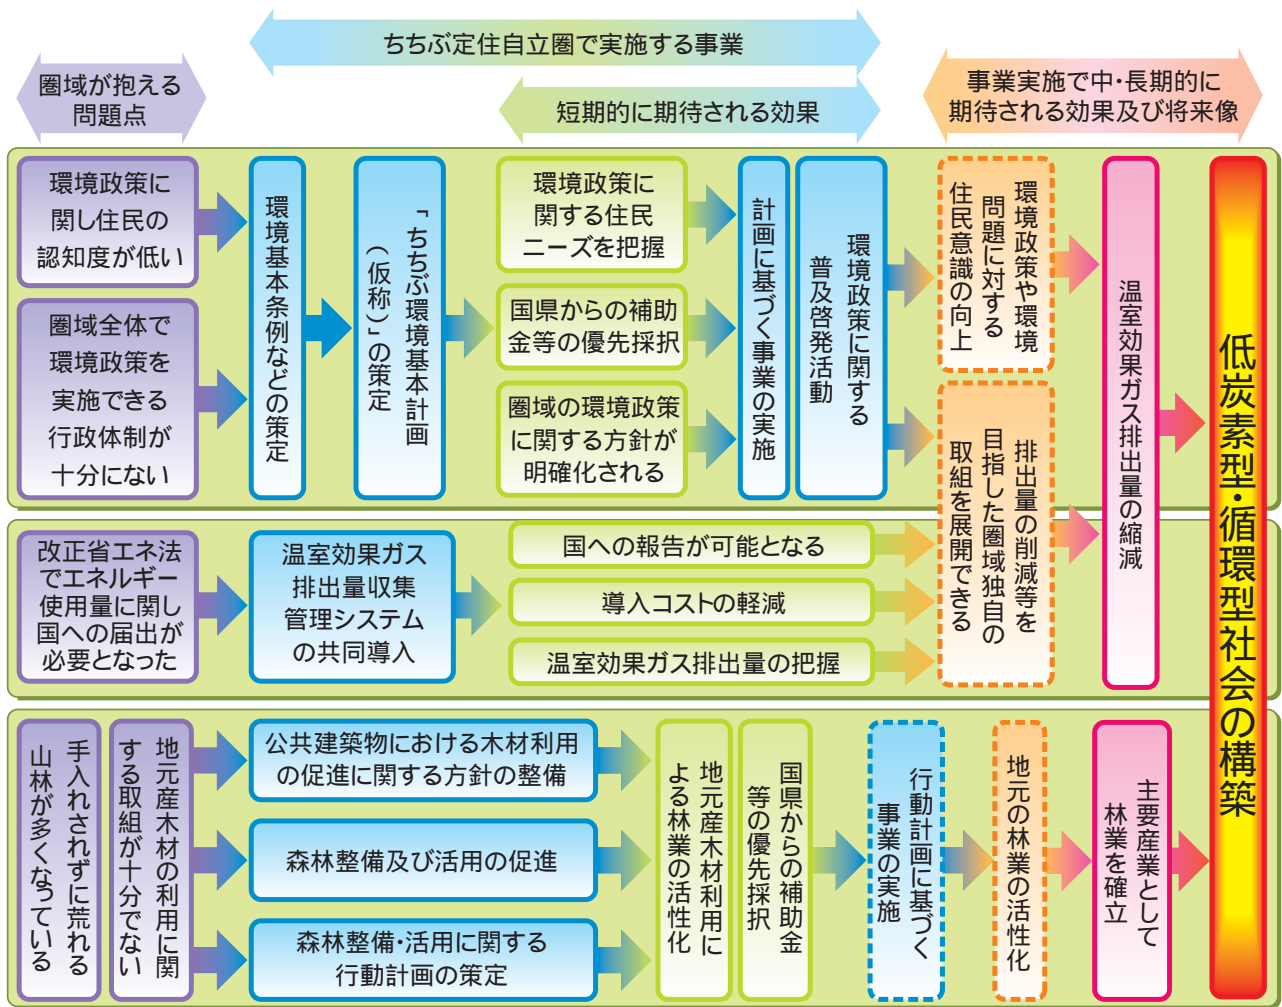 ちちぶ定住自立圏で実施する事業
圏域が抱える
問題点
短期的に期待される効果
事業実施で中・長期的に
期待される効果及び将来像
環境政策に
関し住民の
認知度が低い
圏域全体で
環境政策を
実施できる
行政体制が
十分にない
環境基本条例などの策定
「ちちぶ環境基本計画
（仮称）」の策定
環境政策に
関する住民
ニーズを把握
国県からの補助
金等の優先採択
圏域の環境政策
に関する方針が
明確化される
計画に基づく事業の実施
環境政策に関する
普及啓発活動
環境政策や環境
問題に対する
住民意識の向上
排出量の削減等を
目指した圏域独自の
取組を展開できる
温室効果ガス排出量の縮減
低炭素型・循環型社会の構築
改正省エネ法
でエネルギー
使用量に関し
国への届出が
必要となった
温室効果ガス
排出量収集
管理システム
の共同導入
国への報告が可能となる
導入コストの軽減
温室効果ガス排出量の把握
手入れされずに荒れる
山林が多くなっている
地元産木材の利用に関
する取組が十分でない
公共建築物における木材利用
の促進に関する方針の整備
森林整備及び活用の促進
森林整備・活用に関する
行動計画の策定
地元産木材利用に
よる林業の活性化
国県からの補助金
等の優先採択
行動計画に基づく
事業の実施
地元の林業の活性化
主要産業として
林業を確立